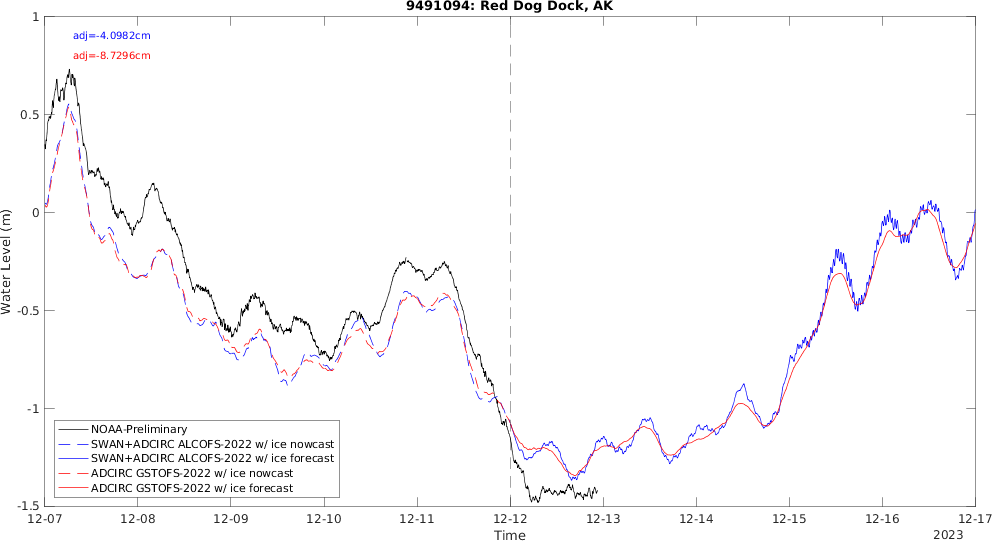 9491094: Red Dog Dock, AK
adj=-4.0982cm
adj=-8.7296cm
1
0.5
0
-0.5
-1
-1.5
Water Level (m)
NOAA-Preliminary
SWAN+ADCIRC ALCOFS-2022 w/ ice nowcast
SWAN+ADCIRC ALCOFS-2022 w/ ice forecast
ADCIRC GSTOFS-2022 w/ ice nowcast
ADCIRC GSTOFS-2022 w/ ice forecast
12-07 12-08 12-09 12-10 12-11 12-12 12-13 12-14 12-15 12-16 12-17
Time
2023